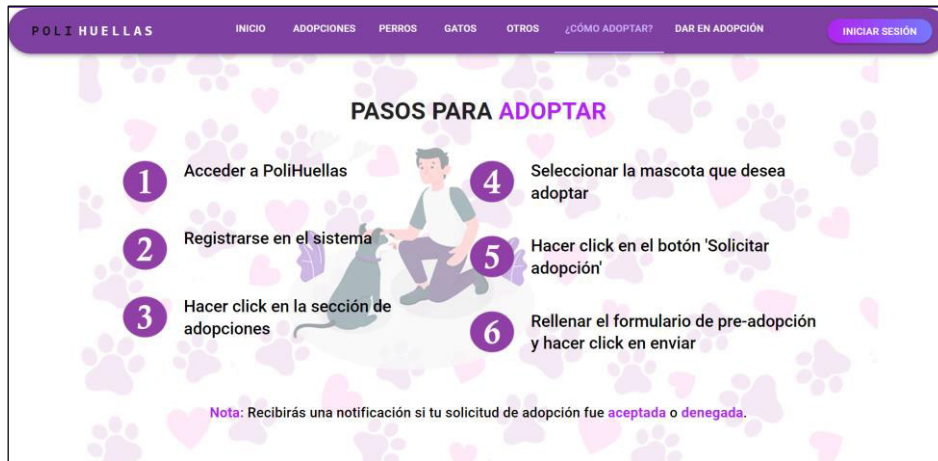 POLI HUELLAS
INICIO
ADOPCIONES
PERROS
GATOS
OTROS
¿CÓMO ADOPTAR?
DAR EN ADOPCIÓN
INICIAR SESIÓN
PASOS PARA ADOPTAR
1
Acceder a PoliHuellas
2
Registrarse en el sistema
3
Hacer click en la sección de
adopciones
4
Seleccionar la mascota que desea
adoptar
5
Hacer click en el botón 'Solicitar
adopción'
6
Rellenar el formulario de pre-adopción
y hacer click en enviar
Nota: Recibirás una notificación si tu solicitud de adopción fue aceptada o denegada.